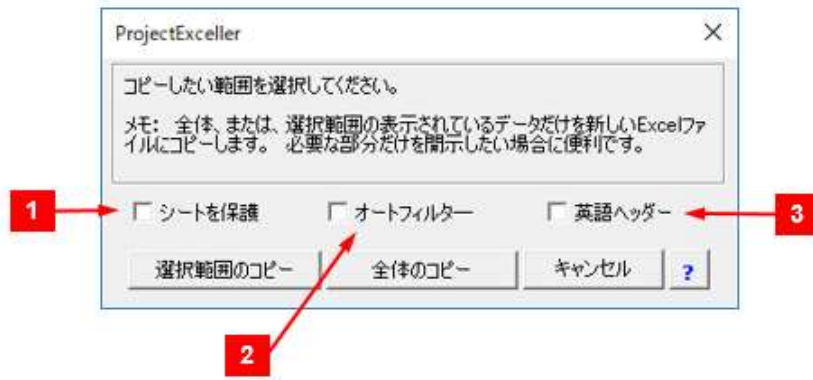 ProjectExceller
コピーしたい範囲を選択してください。
メモ: 全体、または、選択範囲の表示されているデータだけを新しいExcelファ
イルにコピーします。 必要な部分だけを開示したい場合に便利です。
1 シートを保護 オートフィルター 英語ヘッダー 3
選択範囲のコピー 全体のコピー キャンセル ?
2